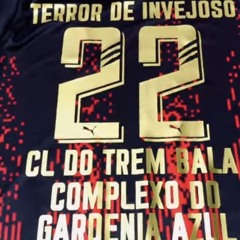 TERROR DE INVEJOSO
22
CL DO TREM BALA
COMPLEXO DO
GARDENIA AZUL